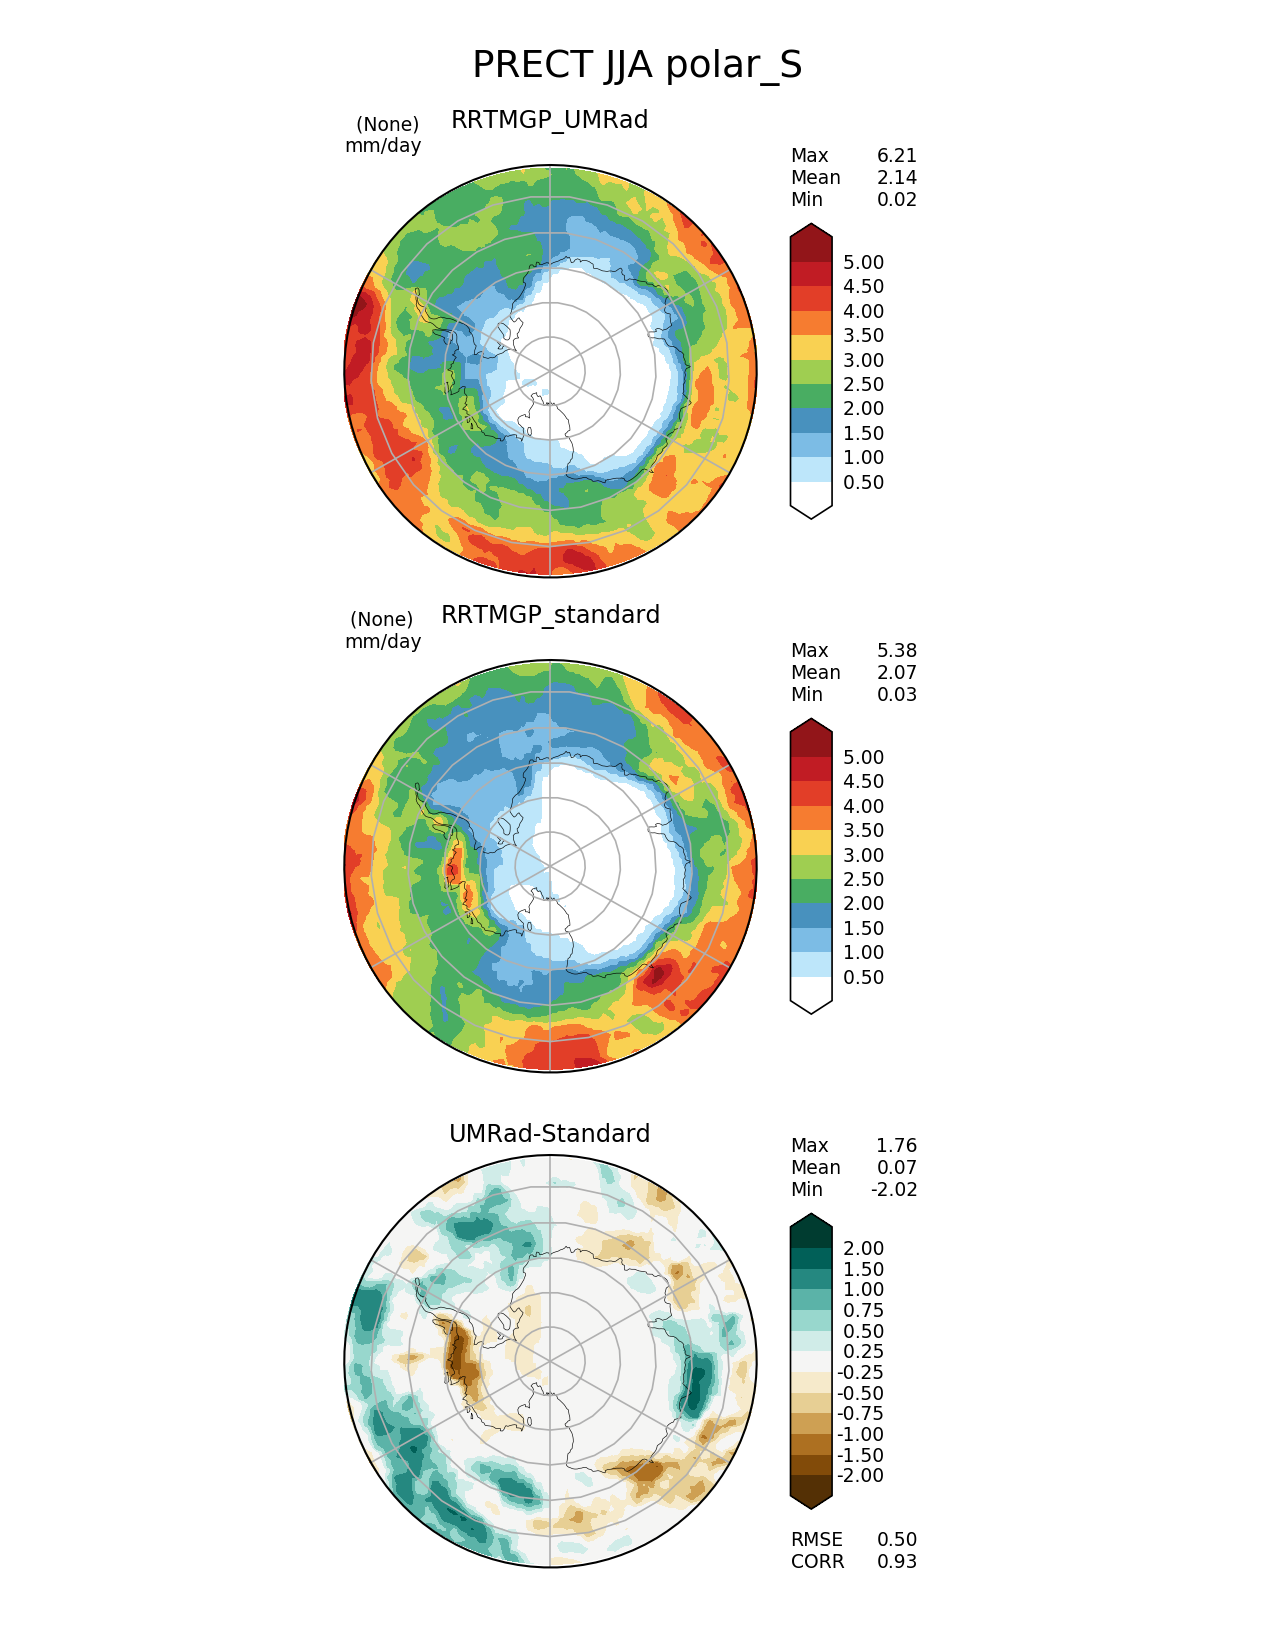 PRECT JJA polar_S
(None)
mm/day
RRTMGP_UMRad
Max 6.21
Mean 2.14
Min 0.02
5.00
4.50
4.00
3.50
3.00
2.50
2.00
1.50
1.00
0.50
(None)
mm/day
RRTMGP_standard
Max 5.38
Mean 2.07
Min 0.03
5.00
4.50
4.00
3.50
3.00
2.50
2.00
1.50
1.00
0.50
UMRad-Standard
Max 1.76
Mean 0.07
Min -2.02
2.00
1.50
1.00
0.75
0.50
0.25
-0.25
-0.50
-0.75
-1.00
-1.50
-2.00
RMSE 0.50
CORR 0.93